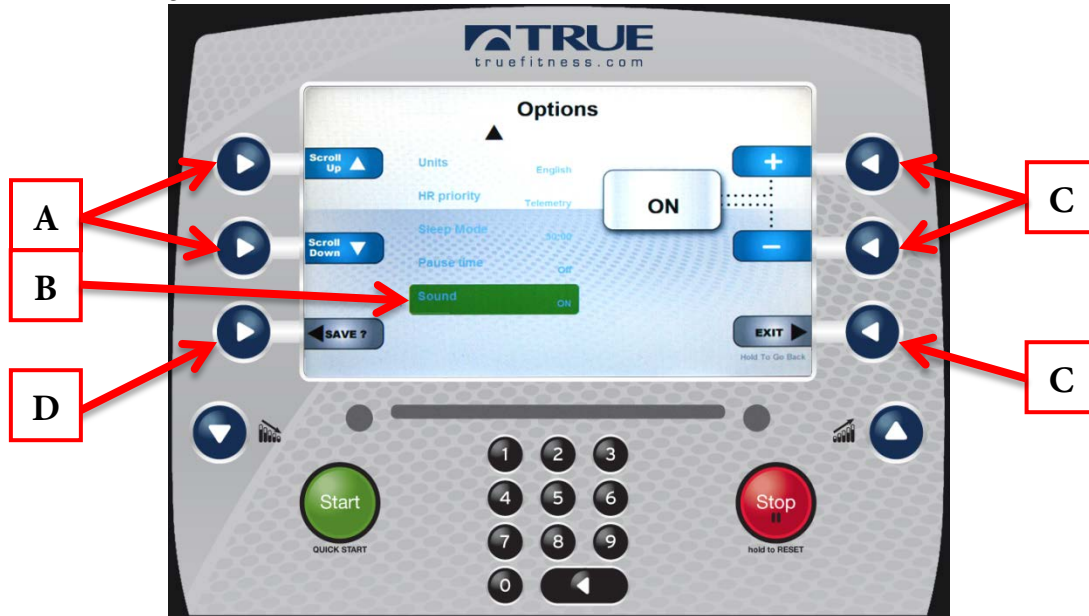 TRUE
truefitness.com
Options
Scroll Up
Units English
HR priority Telemetry
Sleep Mode 30:00
Pause time Off
Sound ON
Scroll Down
SAVE ?
+
ON
−
EXIT
Hold To Go Back
A
B
D
C
C
Start
QUICK START
1 2 3
4 5 6
7 8 9
0
Stop
hold to RESET